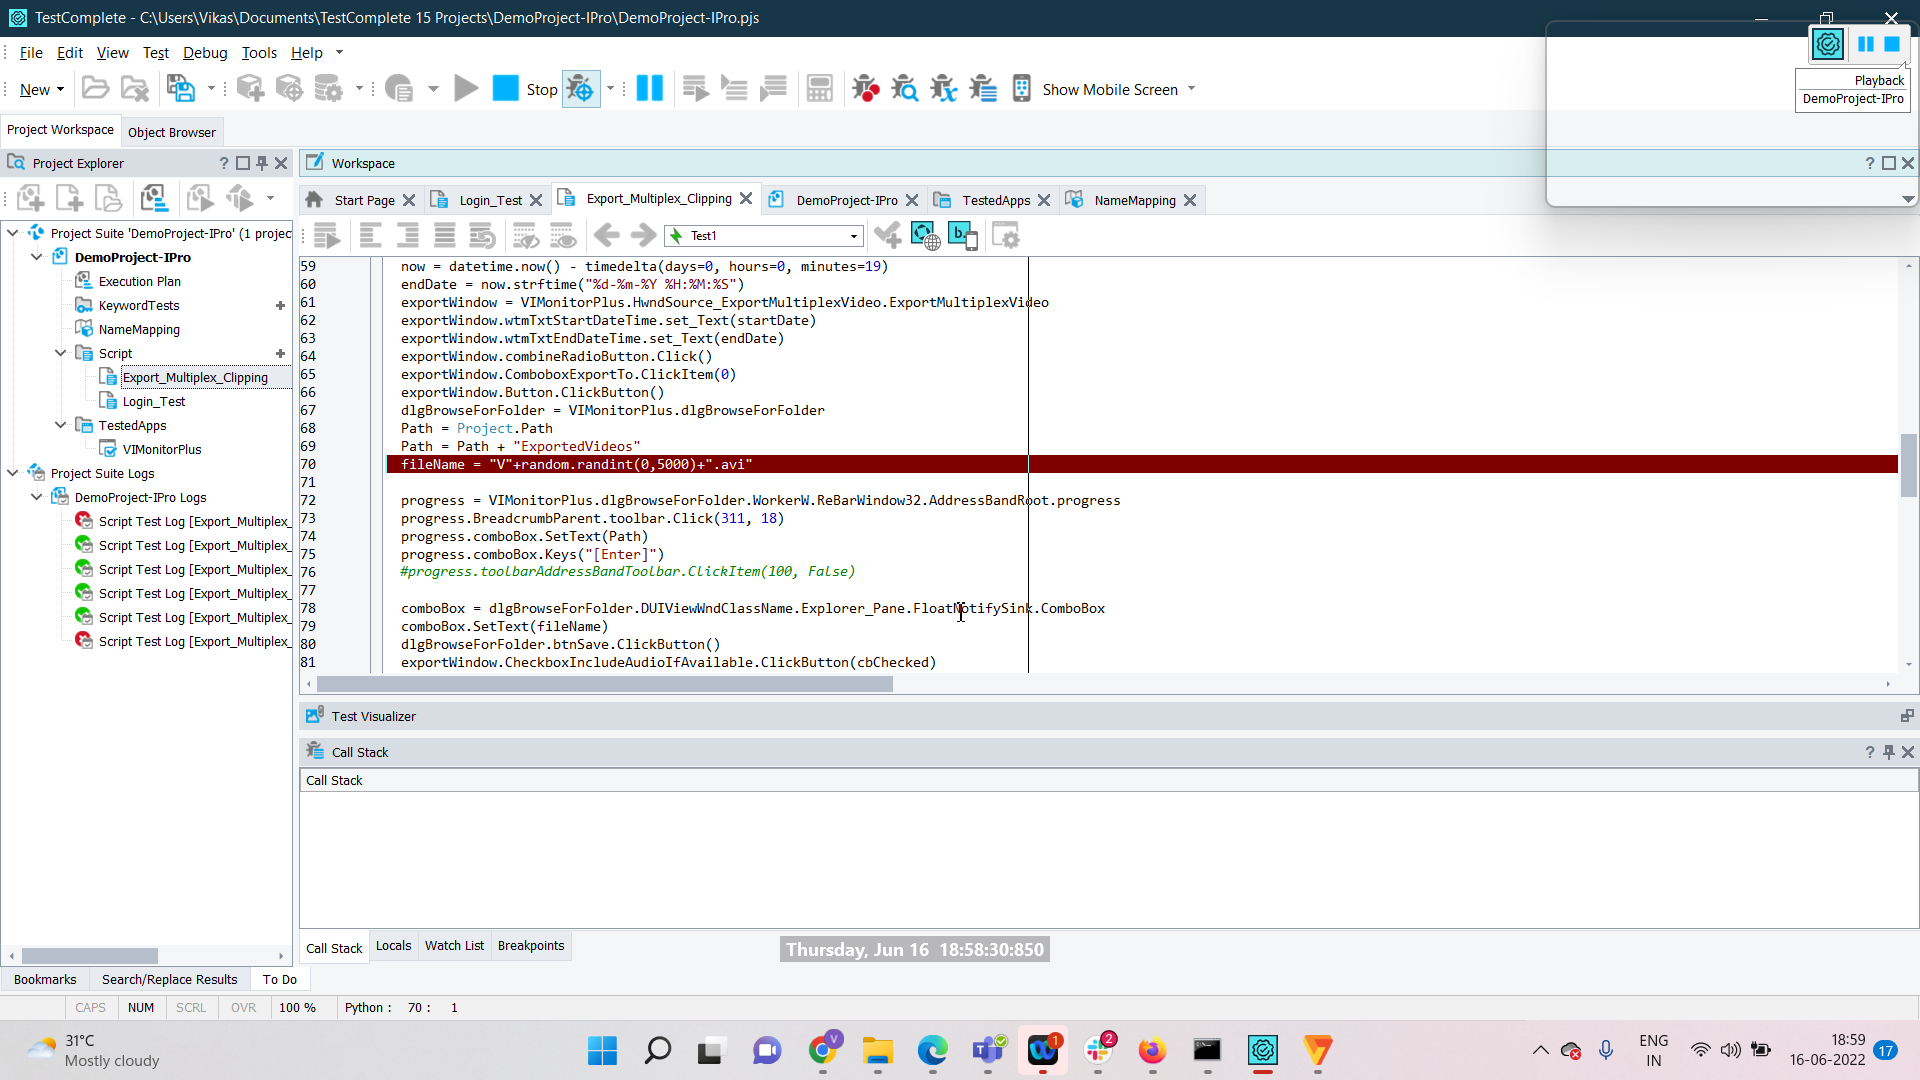 TestComplete - C:\Users\Vikas\Documents\TestComplete 15 Projects\DemoProject-IPro\DemoProject-IPro.pjs
File Edit View Test Debug Tools Help
New Stop Show Mobile Screen
Playback
DemoProject-IPro
Project Workspace Object Browser
Project Explorer
Project Suite 'DemoProject-IPro' (1 projec
DemoProject-IPro
Execution Plan
KeywordTests
NameMapping
Script
Export_Multiplex_Clipping
Login_Test
TestedApps
VIMonitorPlus
Project Suite Logs
DemoProject-IPro Logs
Script Test Log [Export_Multiplex_
Script Test Log [Export_Multiplex_
Script Test Log [Export_Multiplex_
Script Test Log [Export_Multiplex_
Script Test Log [Export_Multiplex_
Script Test Log [Export_Multiplex_
Workspace
Start Page Login_Test Export_Multiplex_Clipping DemoProject-IPro TestedApps NameMapping
Test1
59 now = datetime.now() - timedelta(days=0, hours=0, minutes=19)
60 endDate = now.strftime("%d-%m-%Y %H:%M:%S")
61 exportWindow = VIMonitorPlus.HwndSource_ExportMultiplexVideo.ExportMultiplexVideo
62 exportWindow.wtmTxtStartDateTime.set_Text(startDate)
63 exportWindow.wtmTxtEndDateTime.set_Text(endDate)
64 exportWindow.combineRadioButton.Click()
65 exportWindow.ComboboxExportTo.ClickItem(0)
66 exportWindow.Button.ClickButton()
67 dlgBrowseForFolder = VIMonitorPlus.dlgBrowseForFolder
68 Path = Project.Path
69 Path = Path + "ExportedVideos"
70 fileName = "V"+random.randint(0,5000)+".avi"
71
72 progress = VIMonitorPlus.dlgBrowseForFolder.WorkerW.ReBarWindow32.AddressBandRoot.progress
73 progress.BreadcrumbParent.toolbar.Click(311, 18)
74 progress.comboBox.SetText(Path)
75 progress.comboBox.Keys("[Enter]")
76 #progress.toolbarAddressBandToolbar.ClickItem(100, False)
77
78 comboBox = dlgBrowseForFolder.DUIViewWndClassName.Explorer_Pane.FloatNotifySink.ComboBox
79 comboBox.SetText(fileName)
80 dlgBrowseForFolder.btnSave.ClickButton()
81 exportWindow.CheckboxIncludeAudioIfAvailable.ClickButton(cbChecked)
Test Visualizer
Call Stack
Call Stack
Call Stack Locals Watch List Breakpoints
Thursday, Jun 16 18:58:30:850
Bookmarks Search/Replace Results To Do
CAPS NUM SCRL OVR 100 % Python : 70 : 1
31°C
Mostly cloudy
V
1
2
b.
ENG
IN
18:59
16-06-2022
17